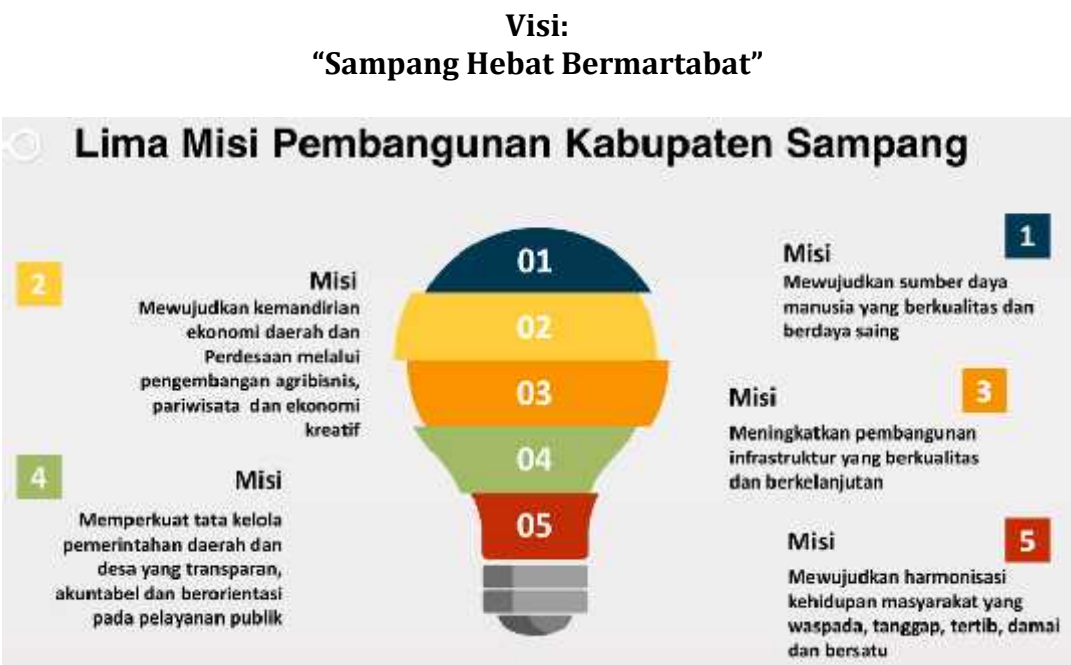 Visi:
“Sampang Hebat Bermartabat”
Lima Misi Pembangunan Kabupaten Sampang
01
02
03
04
05
1
Misi
Mewujudkan sumber daya
manusia yang berkualitas dan
berdaya saing
2
Misi
Mewujudkan kemandirian
ekonomi daerah dan
Perdesaan melalui
pengembangan agribisnis,
pariwisata dan ekonomi
kreatif
3
Misi
Meningkatkan pembangunan
infrastruktur yang berkualitas
dan berkelanjutan
4
Misi
Memperkuat tata kelola
pemerintahan daerah dan
desa yang transparan,
akuntabel dan berorientasi
pada pelayanan publik
5
Misi
Mewujudkan harmonisasi
kehidupan masyarakat yang
waspada, tanggap, tertib, damai
dan bersatu